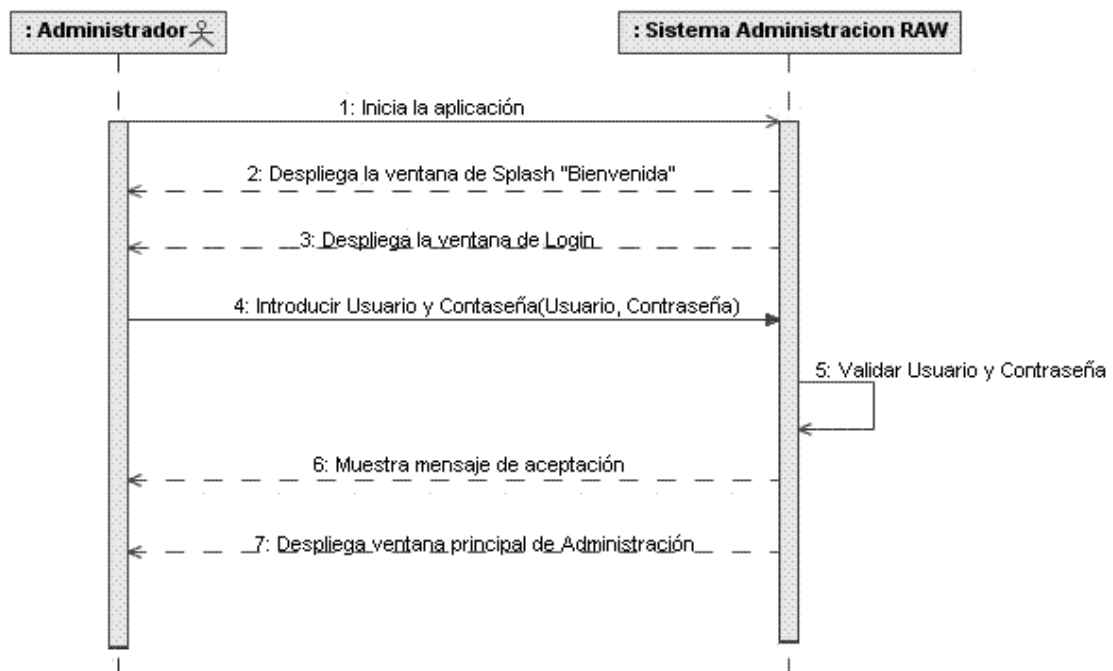 : Administrador
: Sistema Administracion RAW
1: Inicia la aplicación
2: Despliega la ventana de Splash "Bienvenida"
3: Despliega la ventana de Login
4: Introducir Usuario y Contaseña(Usuario, Contraseña)
5: Validar Usuario y Contraseña
6: Muestra mensaje de aceptación
7: Despliega ventana principal de Administración